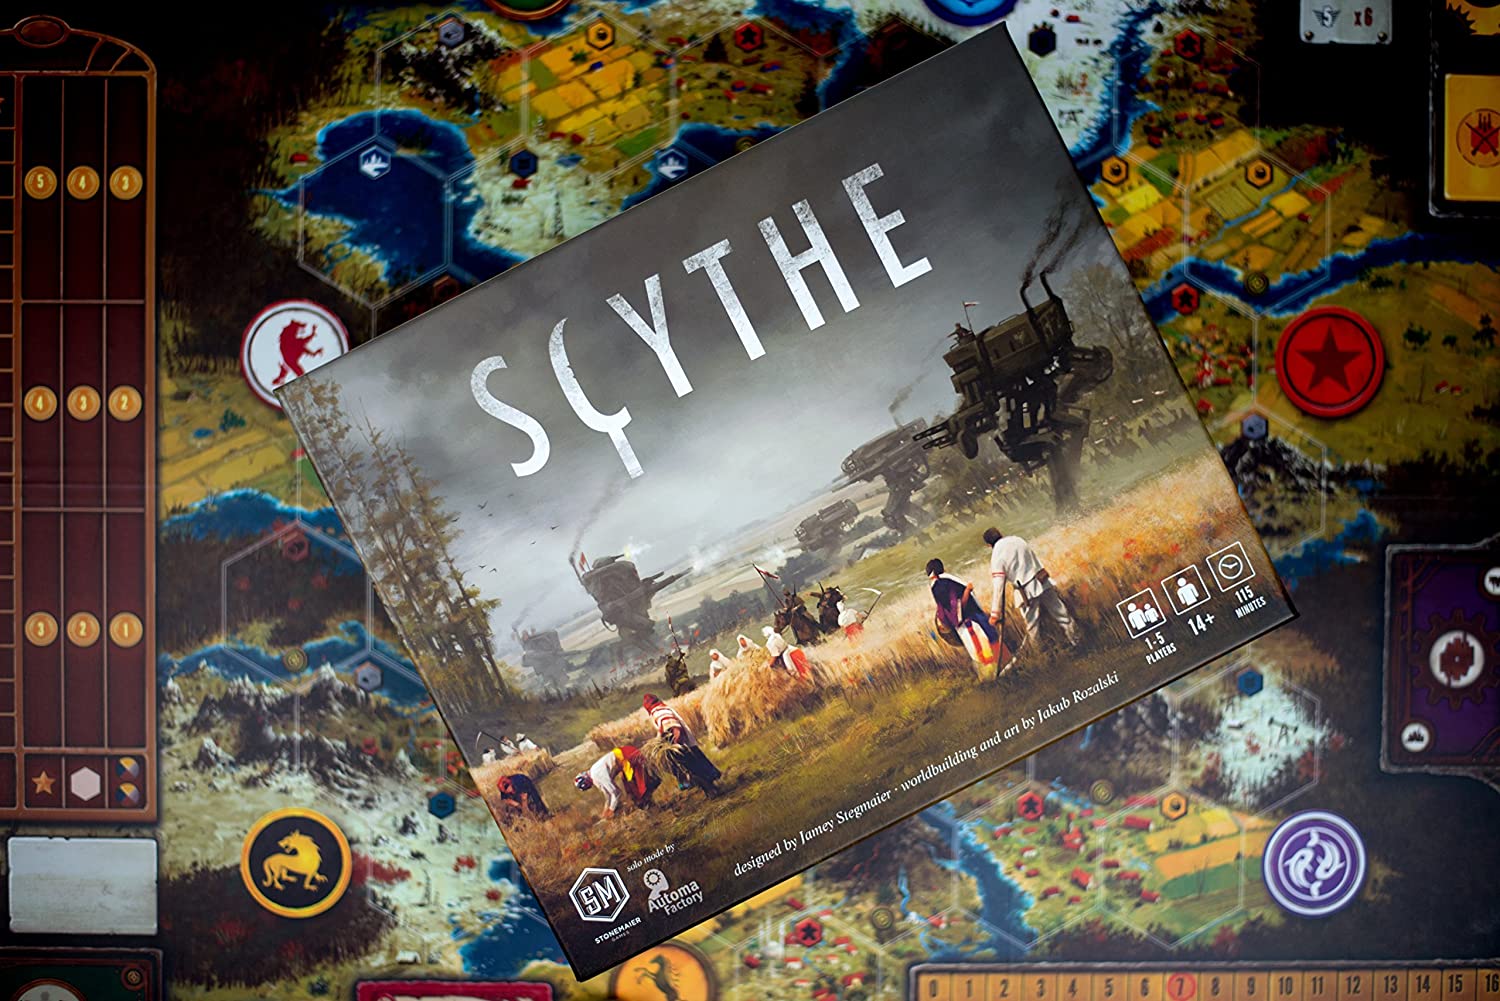 5 x6
SCYTHE
5 4 3
4 3 2
3 2 1
1-5
PLAYERS
14+
115
MINUTES
designed by Jamey Stegmaier · worldbuilding and art by Jakub Rozalski
solo mode by
Automa
Factory
SM
STONEMAIER
GAMES
0 1 2 3 4 5 6 7 8 9 10 11 12 13 14 15 16